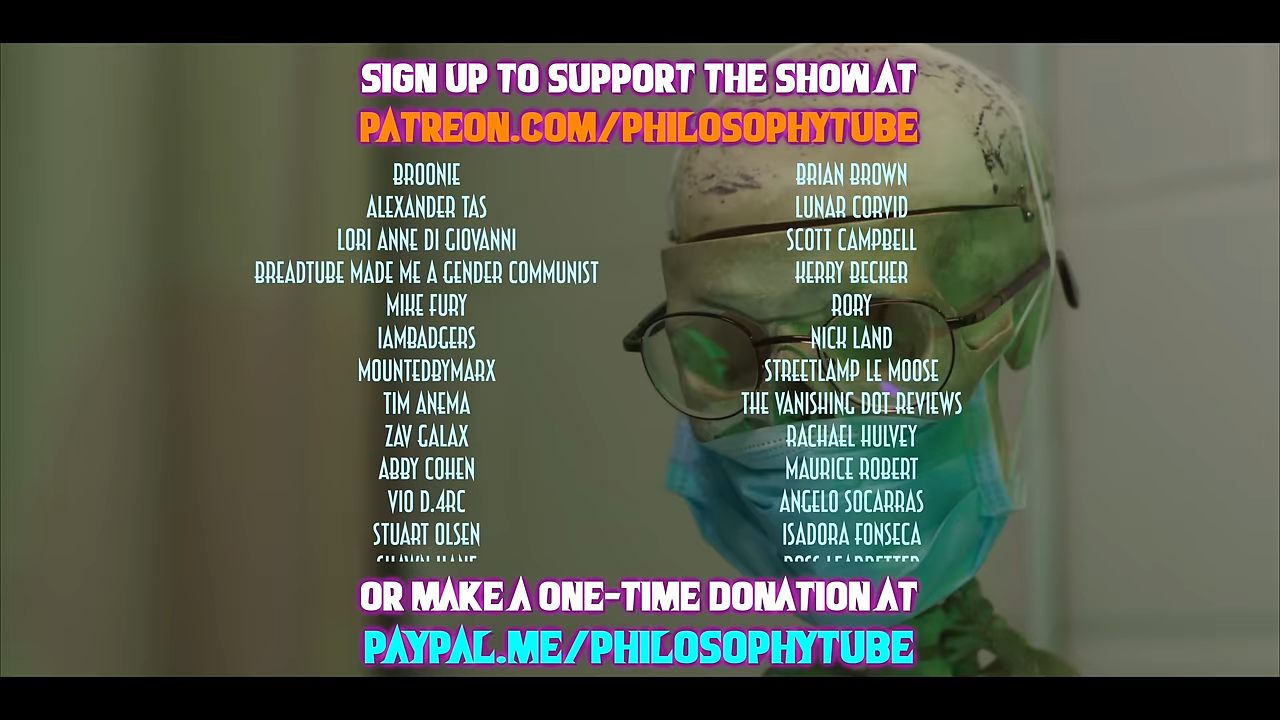 SIGN UP TO SUPPORT THE SHOW AT
PATREON.COM/PHILOSOPHYTUBE
BROONIE
ALEXANDER TAS
LORI ANNE DI GIOVANNI
BREADTUBE MADE ME A GENDER COMMUNIST
MIKE FURY
IAMBADGERS
MOUNTEDBYMARX
TIM ANEMA
ZAV GALAX
ABBY COHEN
VIO D.4RC
STUART OLSEN
BRIAN BROWN
LUNAR CORVID
SCOTT CAMPBELL
KERRY BECKER
RORY
NICK LAND
STREETLAMP LE MOOSE
THE VANISHING DOT REVIEWS
RACHAEL HULVEY
MAURICE ROBERT
ANGELO SOCARRAS
ISADORA FONSECA
OR MAKE A ONE-TIME DONATION AT
PAYPAL.ME/PHILOSOPHYTUBE